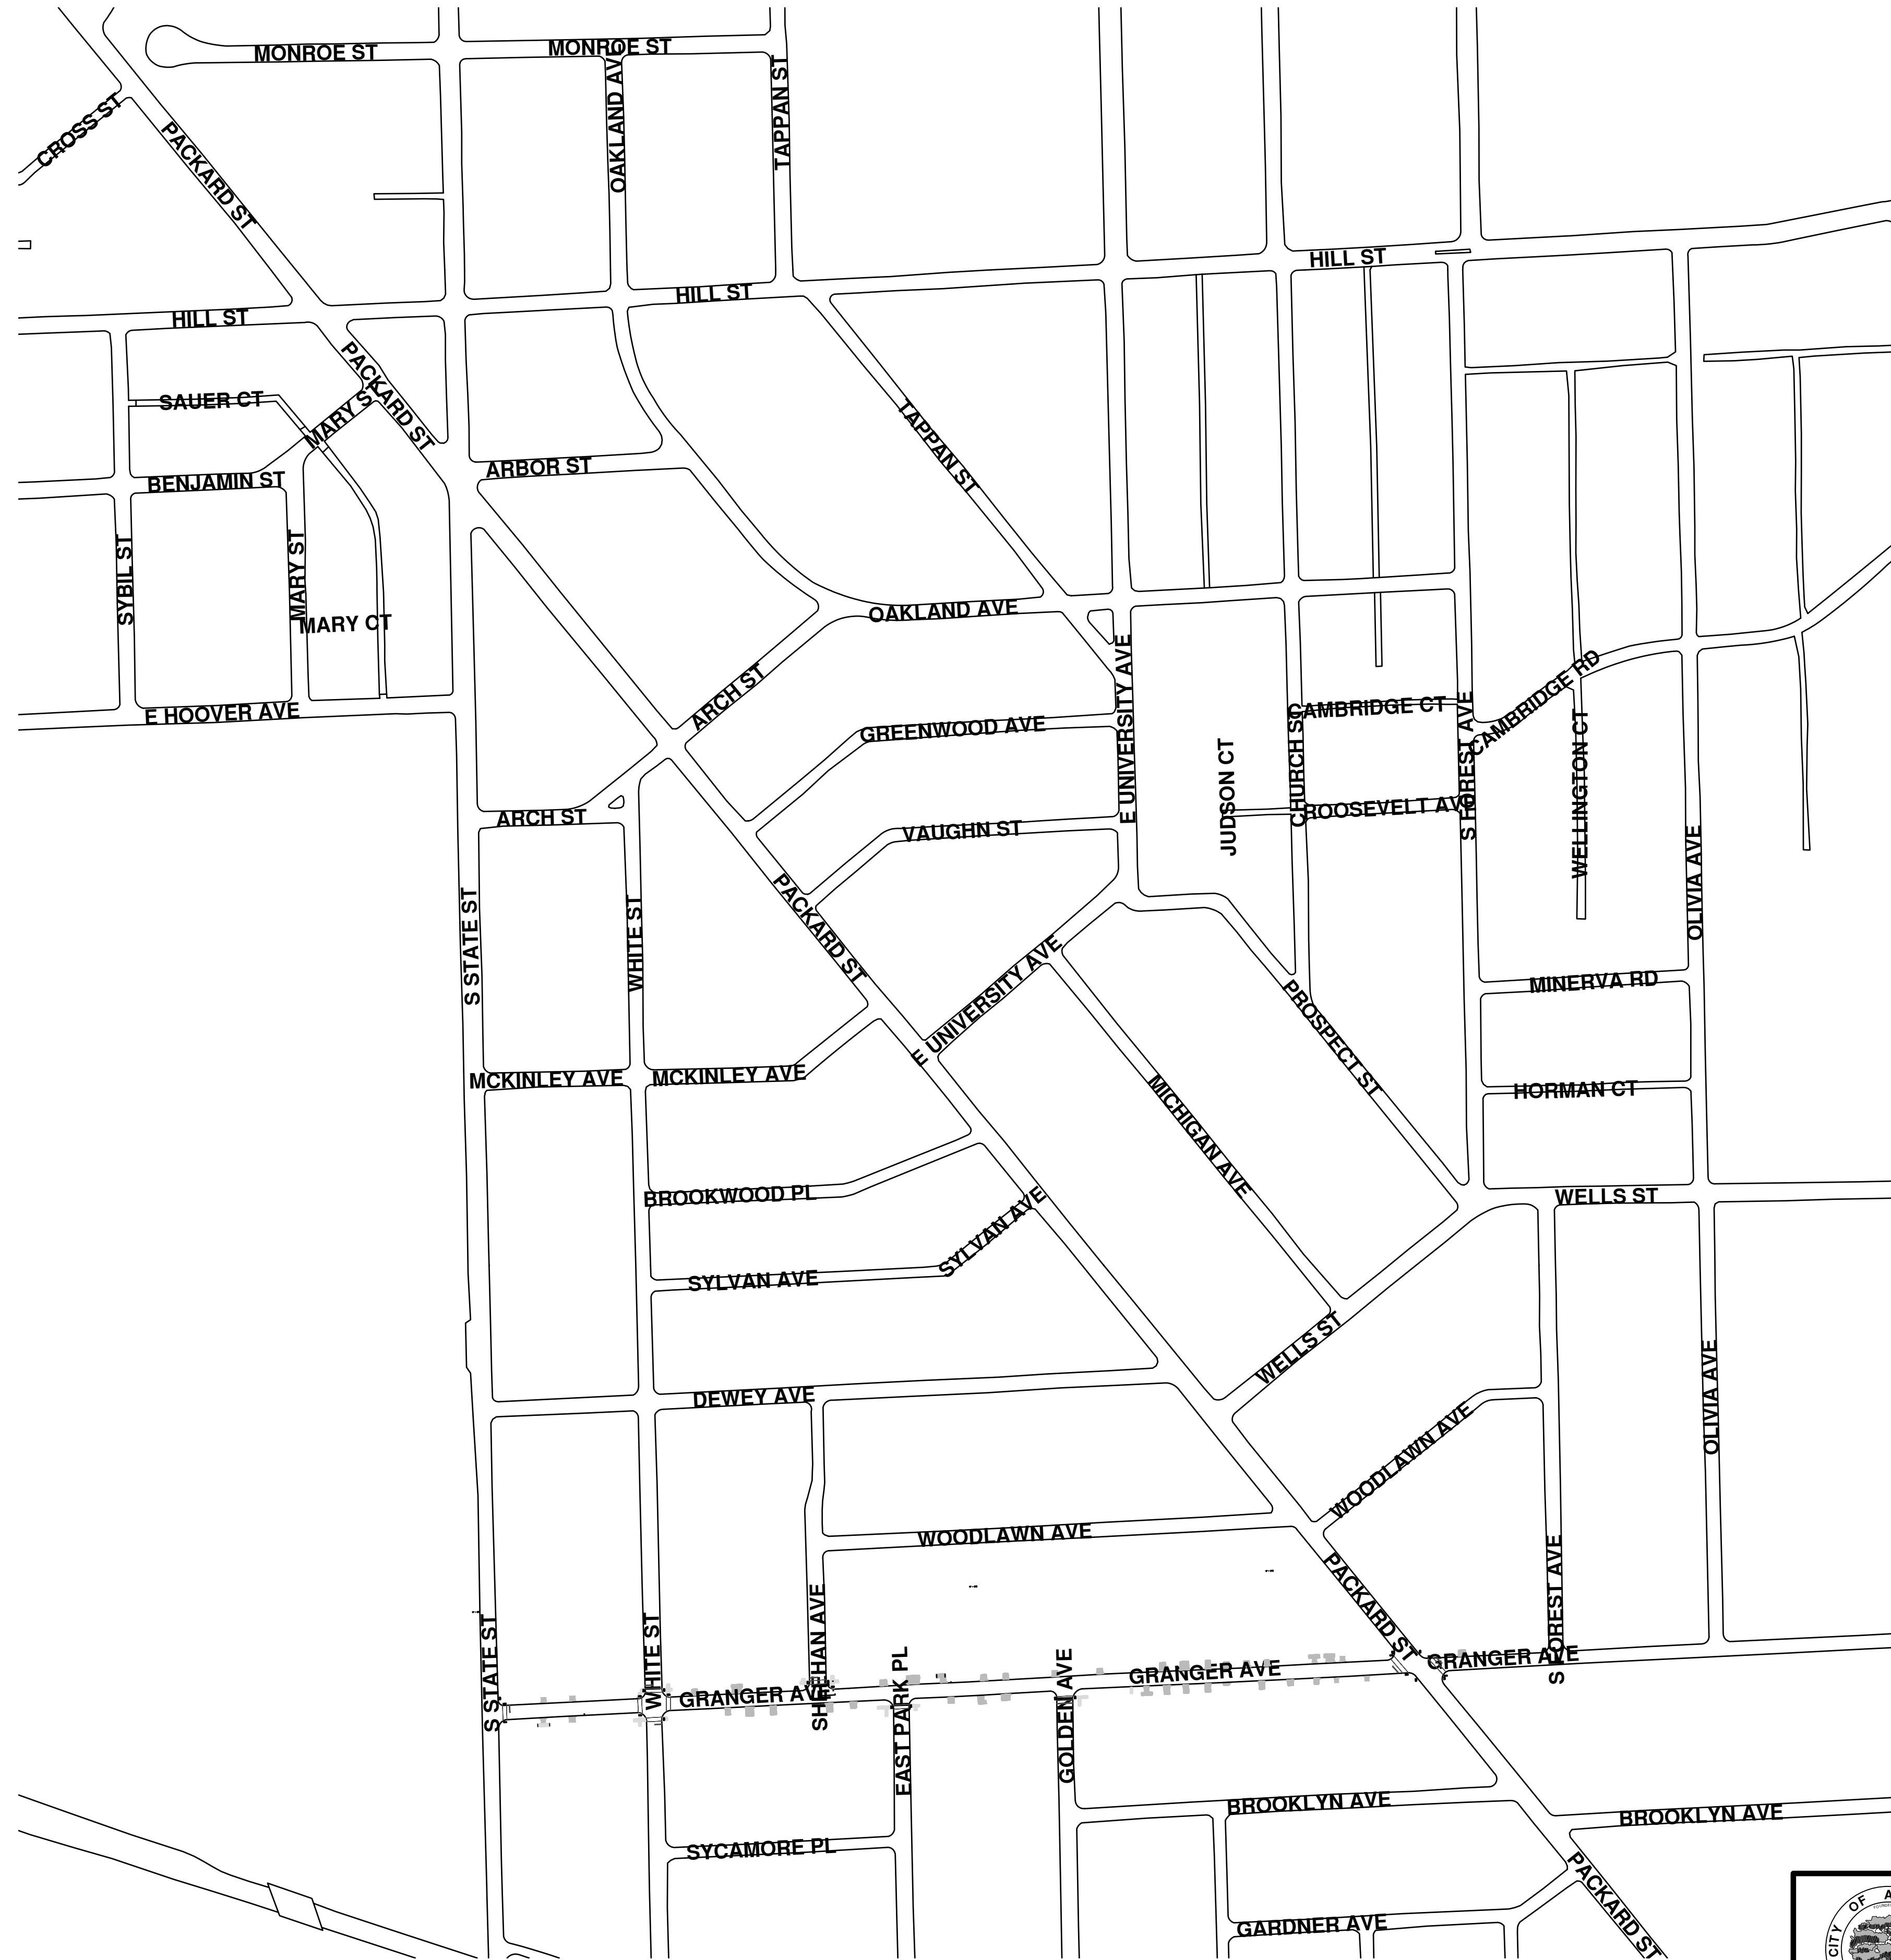 MONROE ST
MONROE ST
OAKLAND AVE
TAPPAN ST
CROSS ST
PACKARD ST
HILL ST
HILL ST
HILL ST
PACKARD ST
SAUER CT
MARY S
TAPPAN ST
ARBOR ST
BENJAMIN ST
SYBIL ST
MARY ST
MARY CT
OAKLAND AVE
ARCH ST
E HOOVER AVE
GREENWOOD AVE
E UNIVERSITY AVE
CAMBRIDGE CT
CAMBRIDGE RD
JUDSON CT
CHURCH ST
S FOREST AVE
WELLINGTON CT
ROOSEVELT AVE
ARCH ST
VAUGHN ST
OLIVIA AVE
S STATE ST
WHITE ST
PACKARD ST
E UNIVERSITY AVE
MINERVA RD
PROSPECT ST
MCKINLEY AVE
MCKINLEY AVE
MICHIGAN AVE
HORMAN CT
BROOKWOOD PL
WELLS ST
SYLVAN AVE
SYLVAN AVE
WELLS ST
DEWEY AVE
OLIVIA AVE
WOODLAWN AVE
WOODLAWN AVE
PACKARD ST
S FOREST AVE
S STATE ST
WHITE ST
SHEEHAN AVE
EAST PARK PL
GOLDEN AVE
GRANGER AVE
GRANGER AVE
GRANGER AVE
BROOKLYN AVE
BROOKLYN AVE
SYCAMORE PL
PACKARD ST
GARDNER AVE
CITY OF A